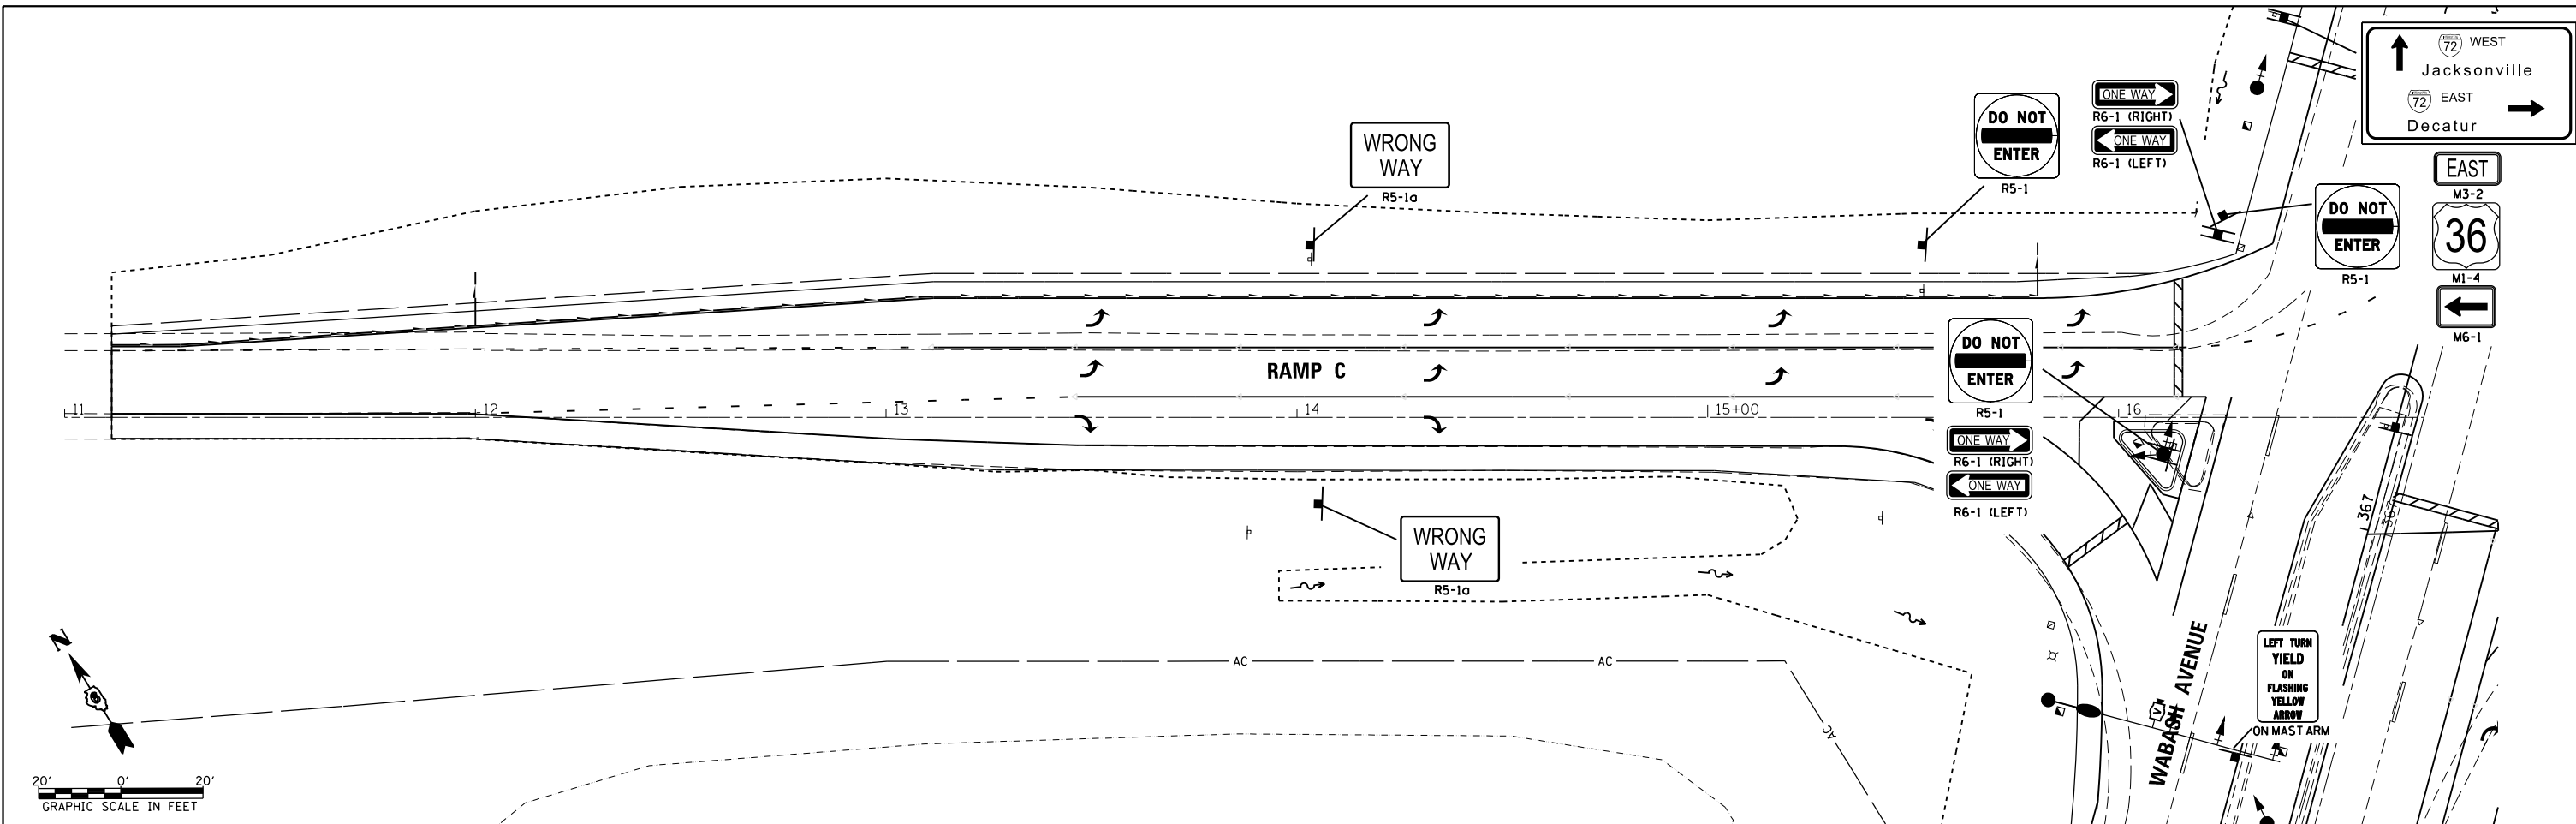 72 WEST
Jacksonville
72 EAST
Decatur
ONE WAY
R6-1 (RIGHT)
ONE WAY
R6-1 (LEFT)
DO NOT
ENTER
R5-1
WRONG
WAY
R5-1a
EAST
M3-2
36
M1-4
M6-1
DO NOT
ENTER
R5-1
DO NOT
ENTER
R5-1
ONE WAY
R6-1 (RIGHT)
ONE WAY
R6-1 (LEFT)
RAMP C
11
12
13
14
15+00
16
WRONG
WAY
R5-1a
367
367
AC
AC
AC
WABASH AVENUE
V
LEFT TURN
YIELD
ON
FLASHING
YELLOW
ARROW
ON MAST ARM
N
20' 0' 20'
GRAPHIC SCALE IN FEET